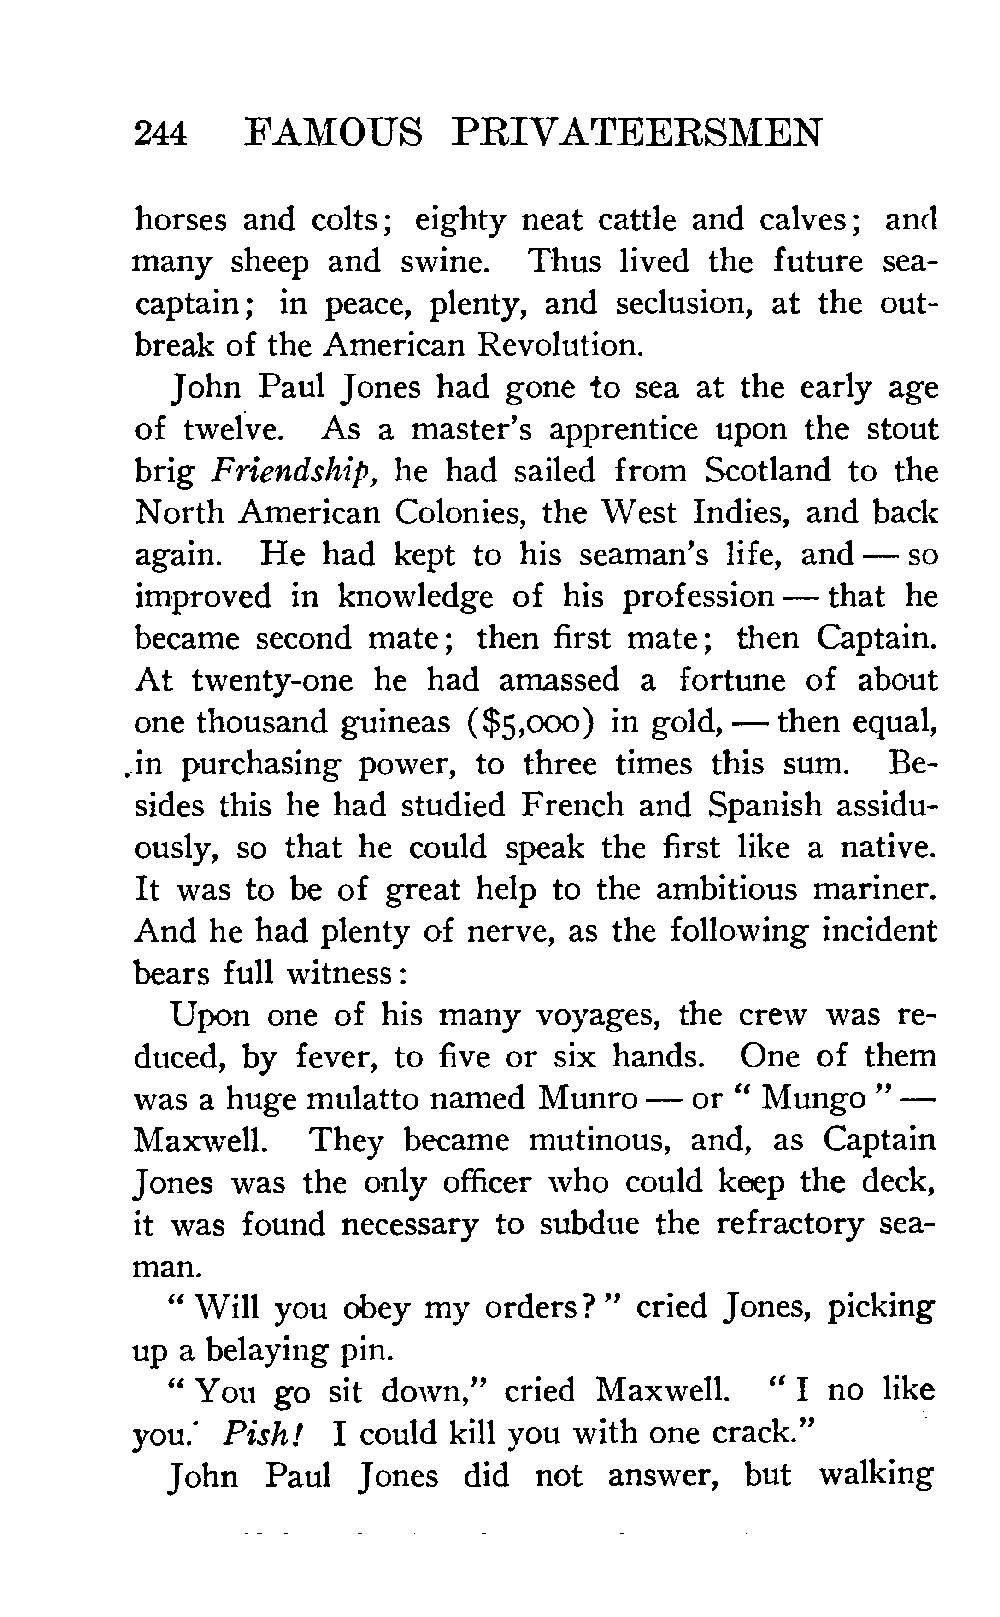 244 FAMOUS PRIVATEERSMEN
horses and colts; eighty neat cattle and calves; and
many sheep and swine. Thus lived the future sea-
captain; in peace, plenty, and seclusion, at the out-
break of the American Revolution.
John Paul Jones had gone to sea at the early age
of twelve. As a master's apprentice upon the stout
brig Friendship, he had sailed from Scotland to the
North American Colonies, the West Indies, and back
again. He had kept to his seaman's life, and — so
improved in knowledge of his profession — that he
became second mate; then first mate; then Captain.
At twenty-one he had amassed a fortune of about
one thousand guineas ($5,000) in gold, — then equal,
in purchasing power, to three times this sum. Be-
sides this he had studied French and Spanish assidu-
ously, so that he could speak the first like a native.
It was to be of great help to the ambitious mariner.
And he had plenty of nerve, as the following incident
bears full witness:
Upon one of his many voyages, the crew was re-
duced, by fever, to five or six hands. One of them
was a huge mulatto named Munro — or " Mungo " —
Maxwell. They became mutinous, and, as Captain
Jones was the only officer who could keep the deck,
it was found necessary to subdue the refractory sea-
man.
" Will you obey my orders? " cried Jones, picking
up a belaying pin.
" You go sit down," cried Maxwell. " I no like
you. Pish! I could kill you with one crack."
John Paul Jones did not answer, but walking